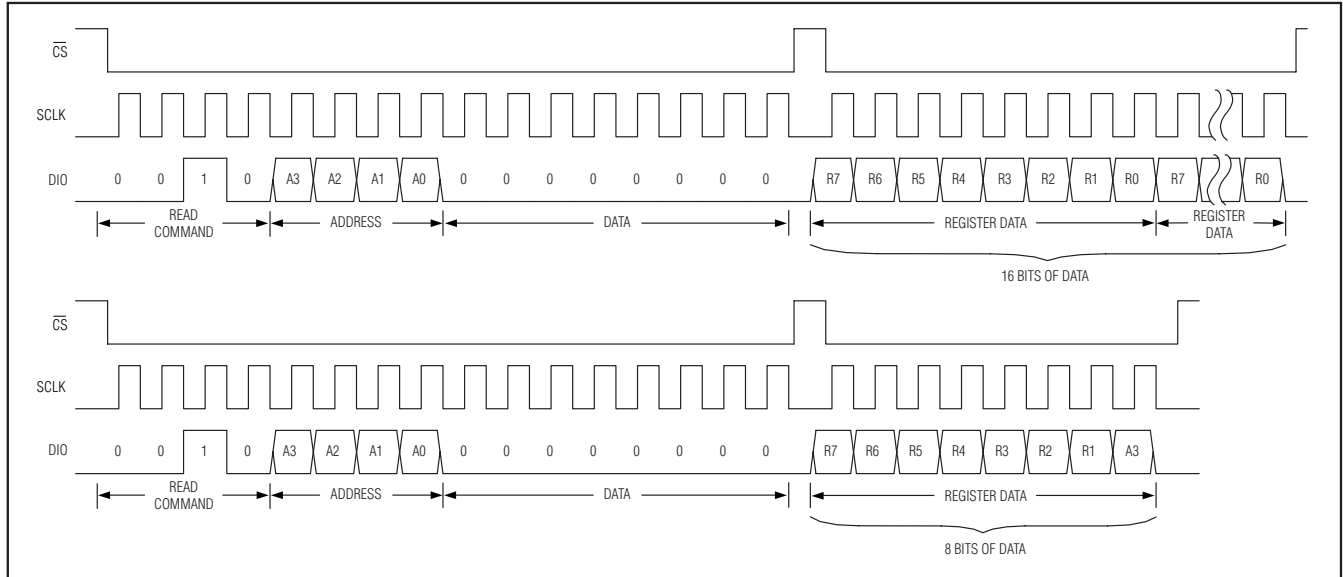 C̅S̅
SCLK
DIO 0 0 1 0 A3 A2 A1 A0 0 0 0 0 0 0 0 0 R7 R6 R5 R4 R3 R2 R1 R0 R7 R0
READ COMMAND ADDRESS DATA REGISTER DATA REGISTER DATA
16 BITS OF DATA
C̅S̅
SCLK
DIO 0 0 1 0 A3 A2 A1 A0 0 0 0 0 0 0 0 0 R7 R6 R5 R4 R3 R2 R1 A3
READ COMMAND ADDRESS DATA REGISTER DATA
8 BITS OF DATA